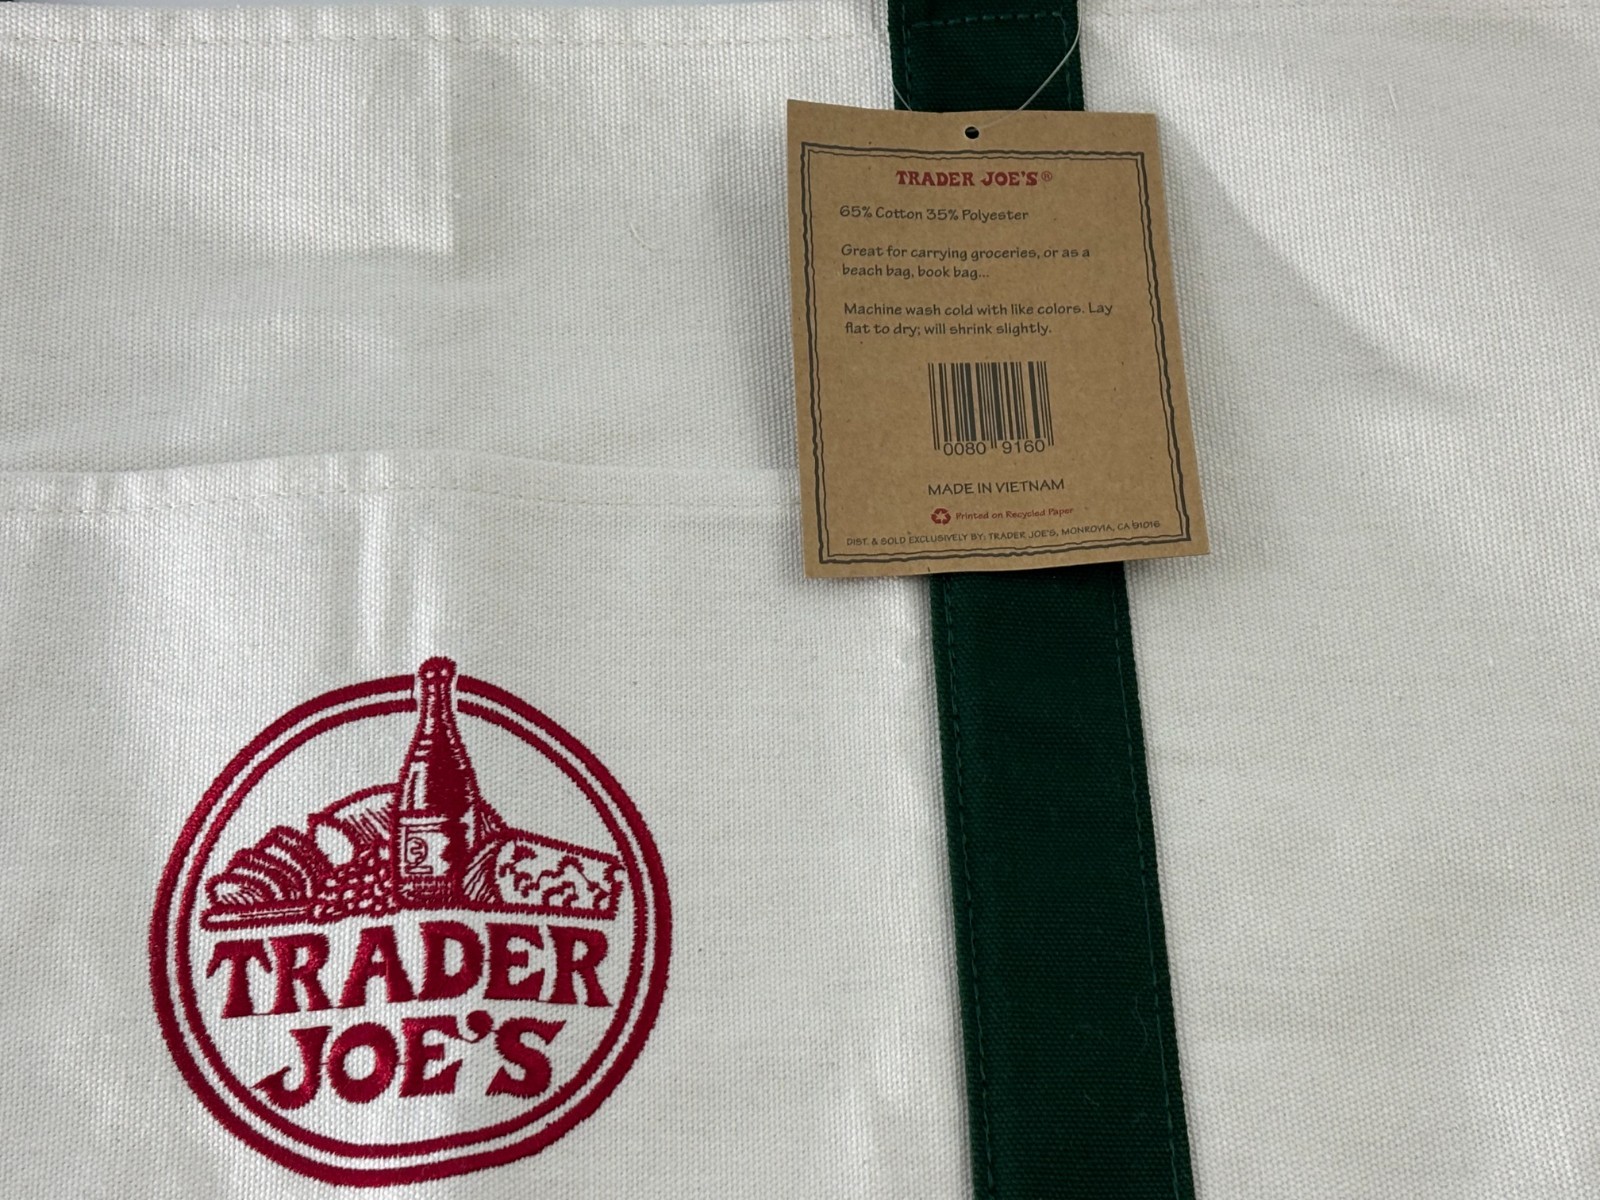 TRADER JOE'S®
65% Cotton 35% Polyester
Great for carrying groceries, or as a
beach bag, book bag...
Machine wash cold with like colors. Lay
flat to dry; will shrink slightly.
0080 9160
MADE IN VIETNAM
Printed on Recycled Paper
DIST. & SOLD EXCLUSIVELY BY: TRADER JOE'S, MONROVIA, CA 91016
TRADER
JOE'S